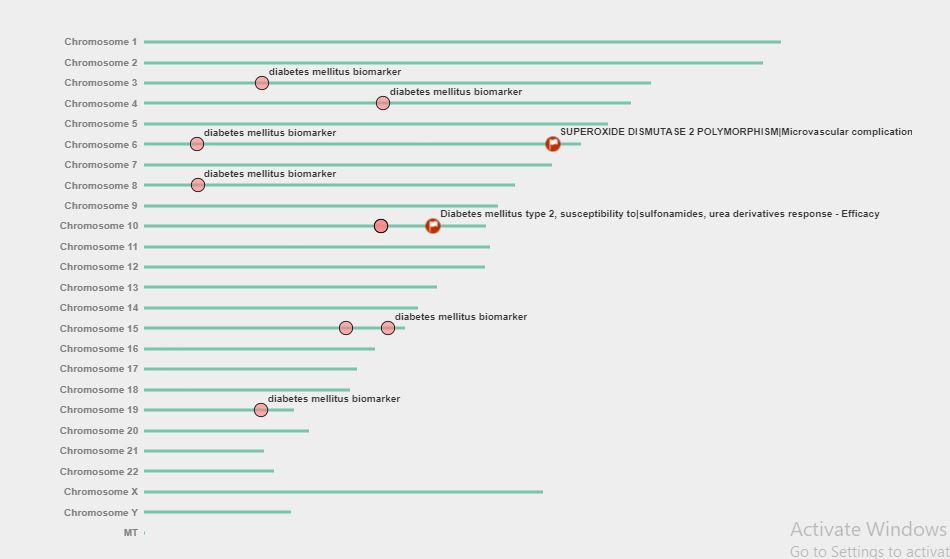 Chromosome 1
Chromosome 2
diabetes mellitus biomarker
Chromosome 3
diabetes mellitus biomarker
Chromosome 4
Chromosome 5
diabetes mellitus biomarker
SUPEROXIDE DISMUTASE 2 POLYMORPHISM|Microvascular complication
Chromosome 6
Chromosome 7
diabetes mellitus biomarker
Chromosome 8
Chromosome 9
Diabetes mellitus type 2, susceptibility to|sulfonamides, urea derivatives response - Efficacy
Chromosome 10
Chromosome 11
Chromosome 12
Chromosome 13
Chromosome 14
diabetes mellitus biomarker
Chromosome 15
Chromosome 16
Chromosome 17
Chromosome 18
diabetes mellitus biomarker
Chromosome 19
Chromosome 20
Chromosome 21
Chromosome 22
Chromosome X
Chromosome Y
MT
Activate Windows
Go to Settings to activat